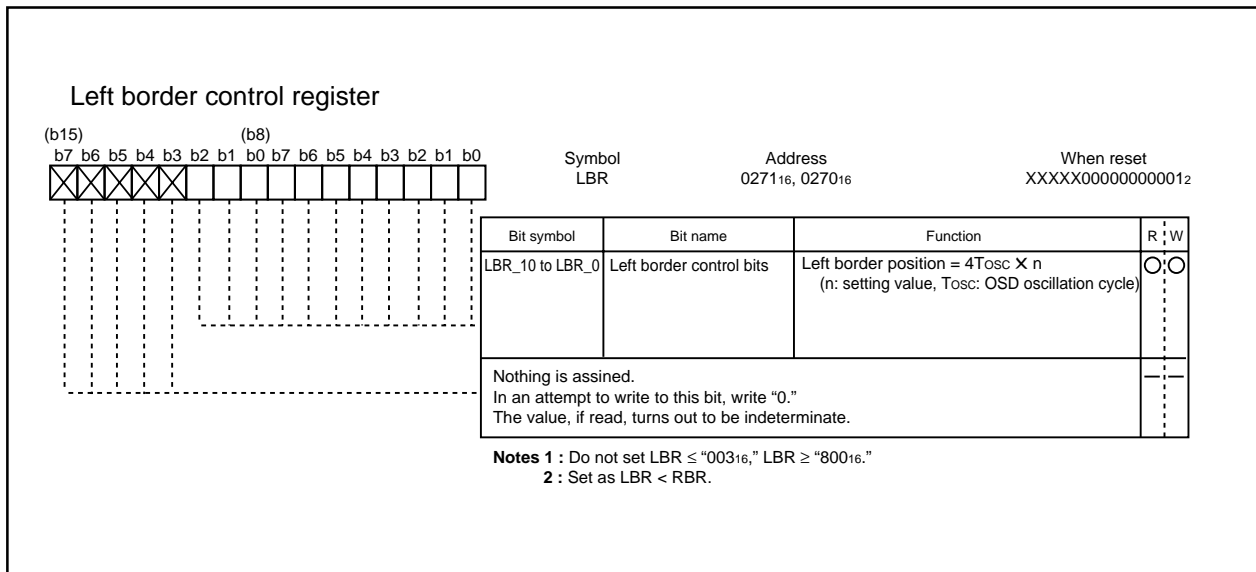 Left border control register
(b15) (b8)
b7 b6 b5 b4 b3 b2 b1 b0 b7 b6 b5 b4 b3 b2 b1 b0
Symbol Address When reset
LBR 027116, 027016 XXXXX000000000012
Bit symbol Bit name Function R W
LBR_10 to LBR_0 Left border control bits Left border position = 4TOSC X n
(n: setting value, TOSC: OSD oscillation cycle)
Nothing is assined.
In an attempt to write to this bit, write “0.”
The value, if read, turns out to be indeterminate.
Notes 1 : Do not set LBR ≤ “00316,” LBR ≥ “80016.”
2 : Set as LBR < RBR.